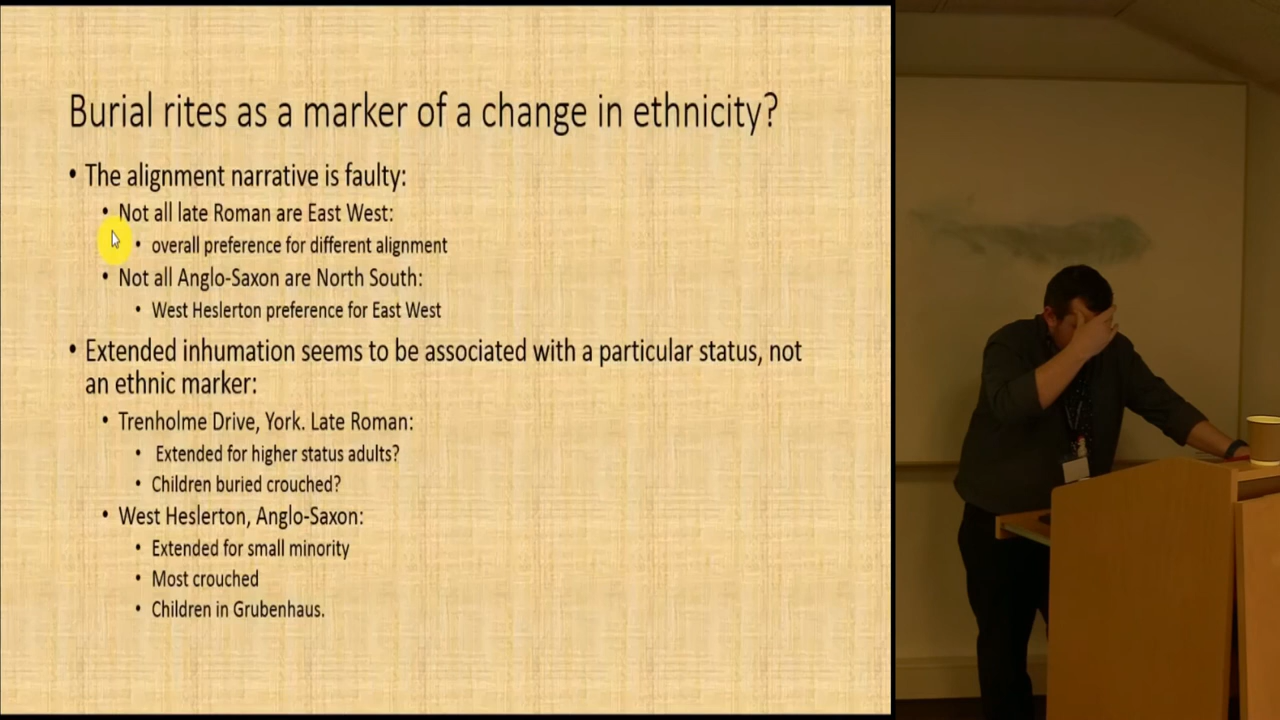 Burial rites as a marker of a change in ethnicity?
• The alignment narrative is faulty:
• Not all late Roman are East West:
• overall preference for different alignment
• Not all Anglo-Saxon are North South:
• West Heslerton preference for East West
• Extended inhumation seems to be associated with a particular status, not
an ethnic marker:
• Trenholme Drive, York. Late Roman:
• Extended for higher status adults?
• Children buried crouched?
• West Heslerton, Anglo-Saxon:
• Extended for small minority
• Most crouched
• Children in Grubenhaus.